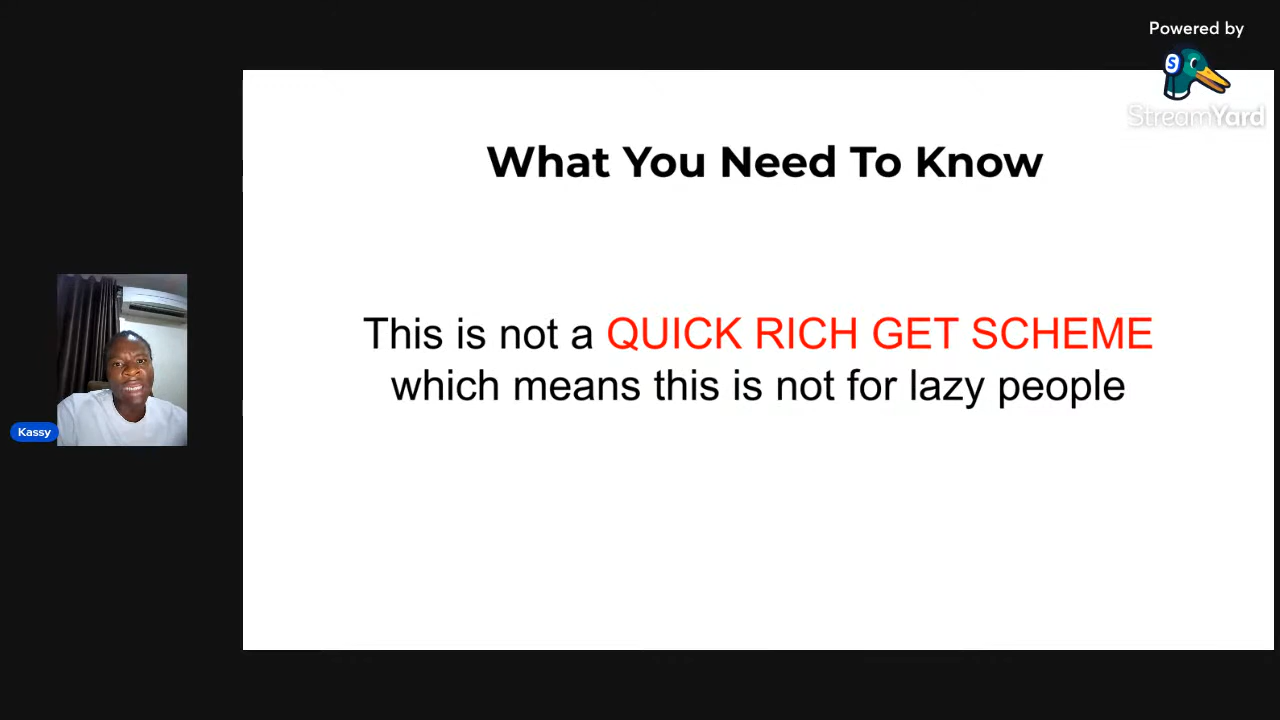 Powered by
S
StreamYard
What You Need To Know
This is not a QUICK RICH GET SCHEME
which means this is not for lazy people
Kassy